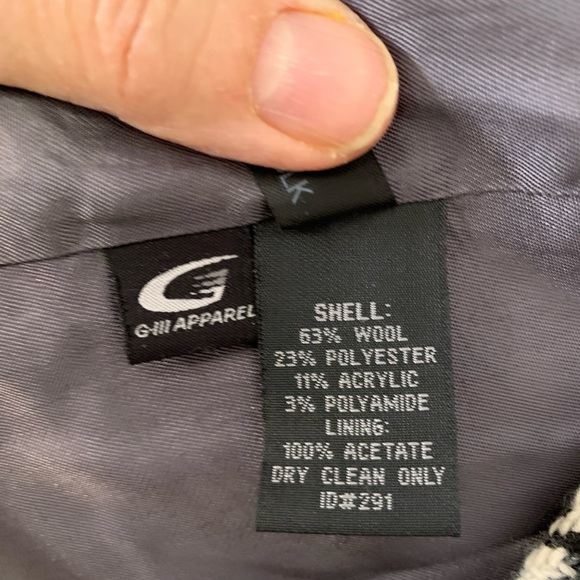 LK
G-III APPAREL
SHELL:
63% WOOL
23% POLYESTER
11% ACRYLIC
3% POLYAMIDE
LINING:
100% ACETATE
DRY CLEAN ONLY
ID#291